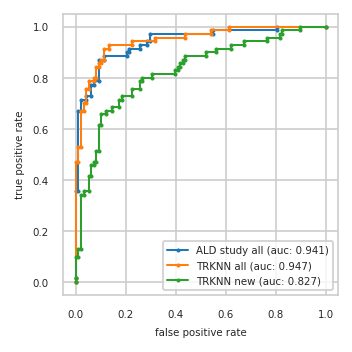 1.0
0.8
0.6
0.4
0.2
0.0
true positive rate
ALD study all (auc: 0.941)
TRKNN all (auc: 0.947)
TRKNN new (auc: 0.827)
0.0 0.2 0.4 0.6 0.8 1.0
false positive rate